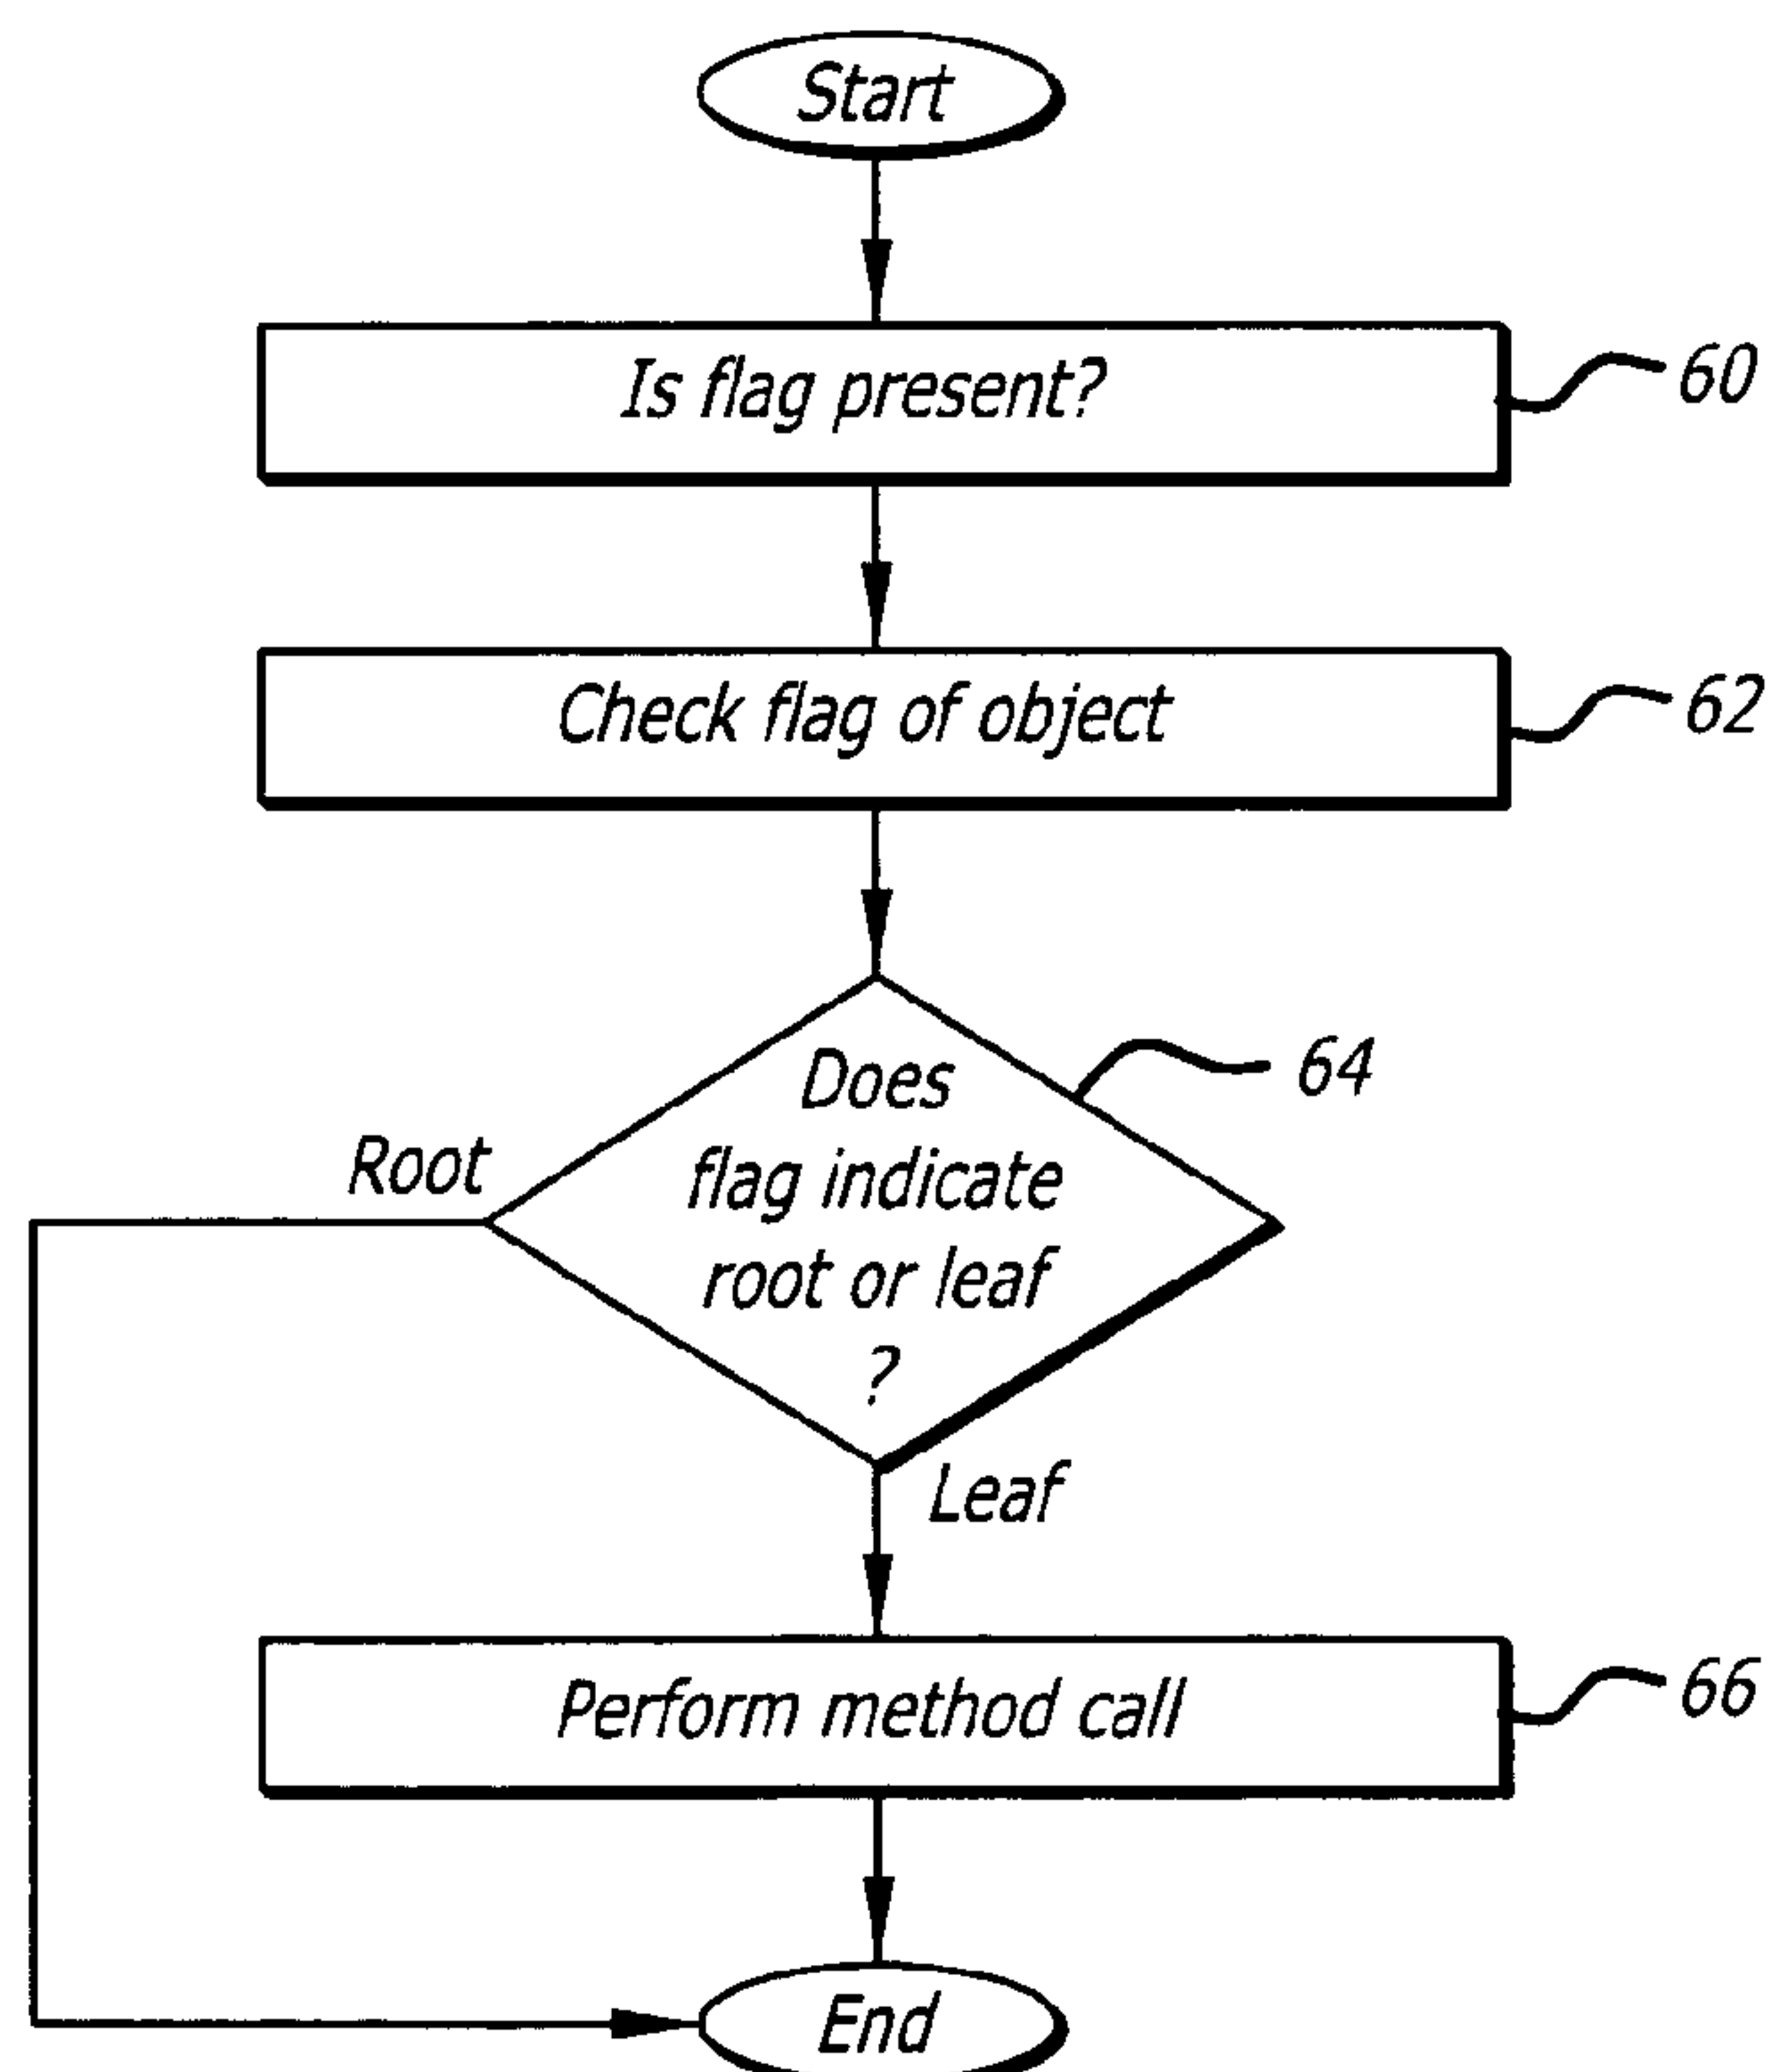 Start
Is flag present?
60
Check flag of object
62
Does
flag indicate
root or leaf
?
64
Root
Leaf
Perform method call
66
End